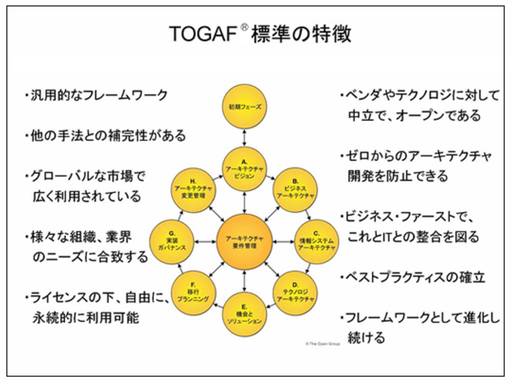 TOGAF®標準の特徴
・汎用的なフレームワーク
・他の手法との補完性がある
・グローバルな市場で
広く利用されている
・様々な組織、業界
のニーズに合致する
・ライセンスの下、自由に、
永続的に利用可能
初期フェーズ
A.
アーキテクチャ
ビジョン
B.
ビジネス
アーキテクチャ
C.
情報システム
アーキテクチャ
D.
テクノロジ
アーキテクチャ
E.
機会と
ソリューション
F.
移行
プランニング
G.
実装
ガバナンス
H.
アーキテクチャ
変更管理
アーキテクチャ
要件管理
・ベンダやテクノロジに対して
中立で、オープンである
・ゼロからのアーキテクチャ
開発を防止できる
・ビジネス・ファーストで、
これとITとの整合を図る
・ベストプラクティスの確立
・フレームワークとして進化し
続ける
© The Open Group